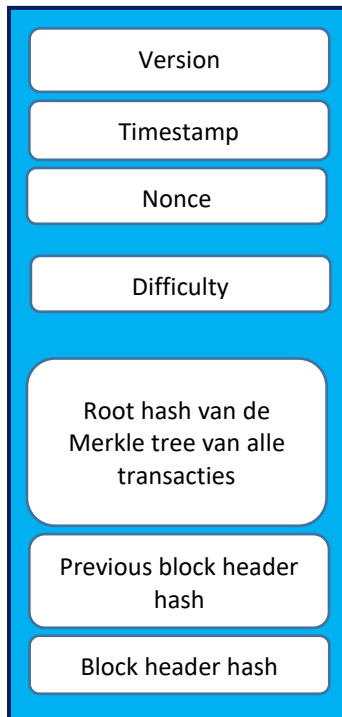 Version
Timestamp
Nonce
Difficulty
Root hash van de
Merkle tree van alle
transacties
Previous block header
hash
Block header hash